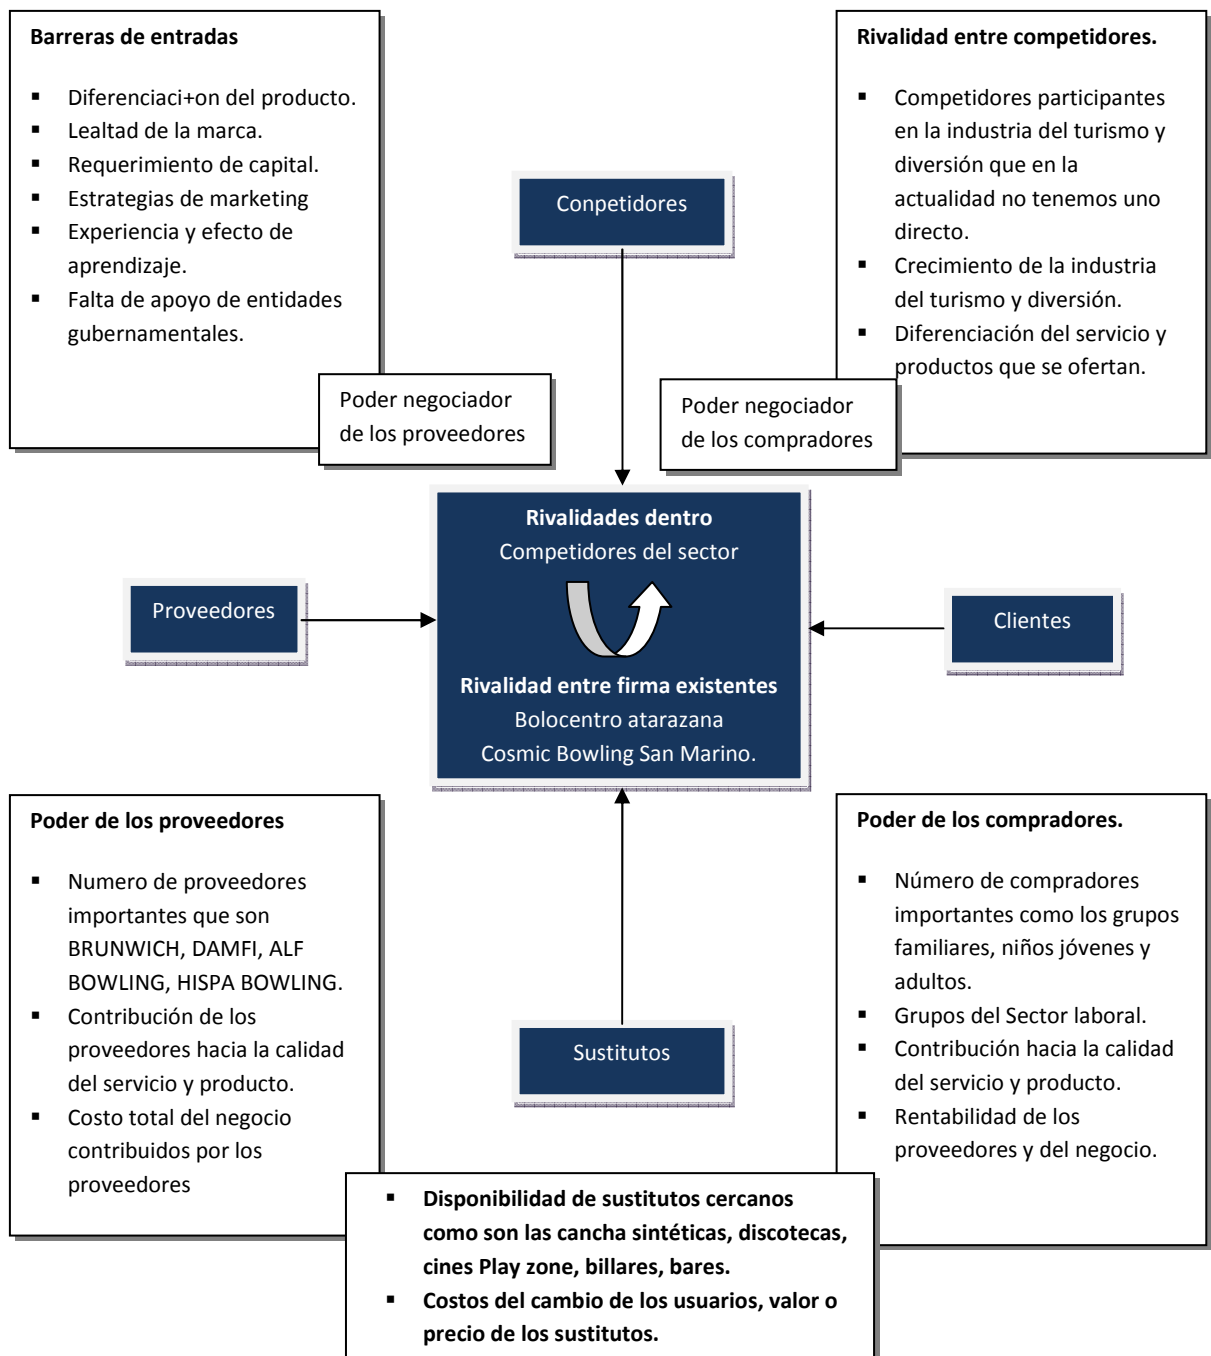 Barreras de entradas
▪ Diferenciaci+on del producto.
▪ Lealtad de la marca.
▪ Requerimiento de capital.
▪ Estrategias de marketing
▪ Experiencia y efecto de
aprendizaje.
▪ Falta de apoyo de entidades
gubernamentales.
Conpetidores
Rivalidad entre competidores.
▪ Competidores participantes
en la industria del turismo y
diversión que en la
actualidad no tenemos uno
directo.
▪ Crecimiento de la industria
del turismo y diversión.
▪ Diferenciación del servicio y
productos que se ofertan.
Poder negociador
de los proveedores
Poder negociador
de los compradores
Proveedores
Rivalidades dentro
Competidores del sector
Rivalidad entre firma existentes
Bolocentro atarazana
Cosmic Bowling San Marino.
Clientes
Poder de los proveedores
▪ Numero de proveedores
importantes que son
BRUNWICH, DAMFI, ALF
BOWLING, HISPA BOWLING.
▪ Contribución de los
proveedores hacia la calidad
del servicio y producto.
▪ Costo total del negocio
contribuidos por los
proveedores
Sustitutos
Poder de los compradores.
▪ Número de compradores
importantes como los grupos
familiares, niños jóvenes y
adultos.
▪ Grupos del Sector laboral.
▪ Contribución hacia la calidad
del servicio y producto.
▪ Rentabilidad de los
proveedores y del negocio.
▪ Disponibilidad de sustitutos cercanos
como son las cancha sintéticas, discotecas,
cines Play zone, billares, bares.
▪ Costos del cambio de los usuarios, valor o
precio de los sustitutos.